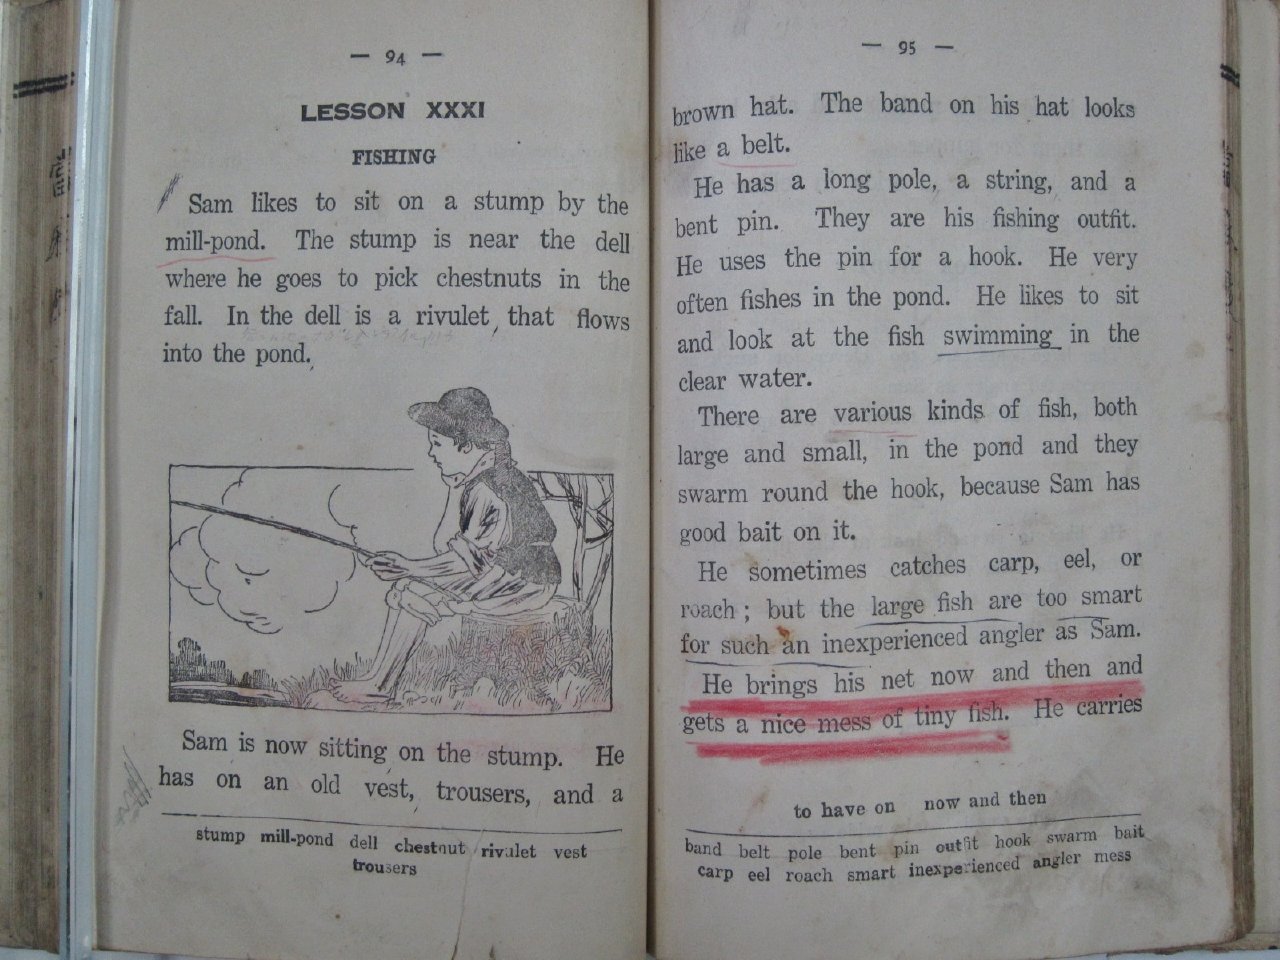 — 94 —
LESSON XXXI
FISHING
Sam likes to sit on a stump by the
mill-pond. The stump is near the dell
where he goes to pick chestnuts in the
fall. In the dell is a rivulet that flows
into the pond.
Sam is now sitting on the stump. He
has on an old vest, trousers, and a
stump mill-pond dell chestnut rivulet vest
trousers
— 95 —
brown hat. The band on his hat looks
like a belt.
He has a long pole, a string, and a
bent pin. They are his fishing outfit.
He uses the pin for a hook. He very
often fishes in the pond. He likes to sit
and look at the fish swimming in the
clear water.
There are various kinds of fish, both
large and small, in the pond and they
swarm round the hook, because Sam has
good bait on it.
He sometimes catches carp, eel, or
roach; but the large fish are too smart
for such an inexperienced angler as Sam.
He brings his net now and then and
gets a nice mess of tiny fish. He carries
to have on now and then
band belt pole bent pin outfit hook swarm bait
carp eel roach smart inexperienced angler mess